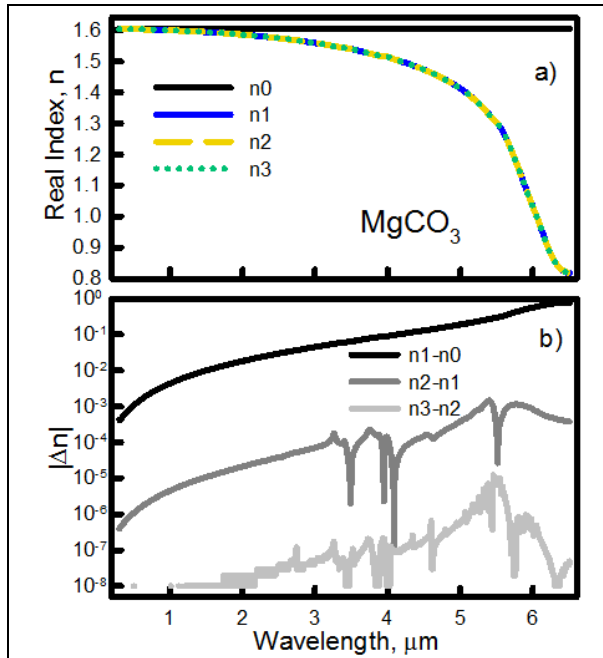 Real Index, n
1.6
1.5
1.4
1.3
1.2
1.1
1.0
0.9
0.8
a)
n0
n1
n2
n3
MgCO₃
|Δn|
10⁰
10⁻¹
10⁻²
10⁻³
10⁻⁴
10⁻⁵
10⁻⁶
10⁻⁷
10⁻⁸
b)
n1-n0
n2-n1
n3-n2
1 2 3 4 5 6
Wavelength, μm